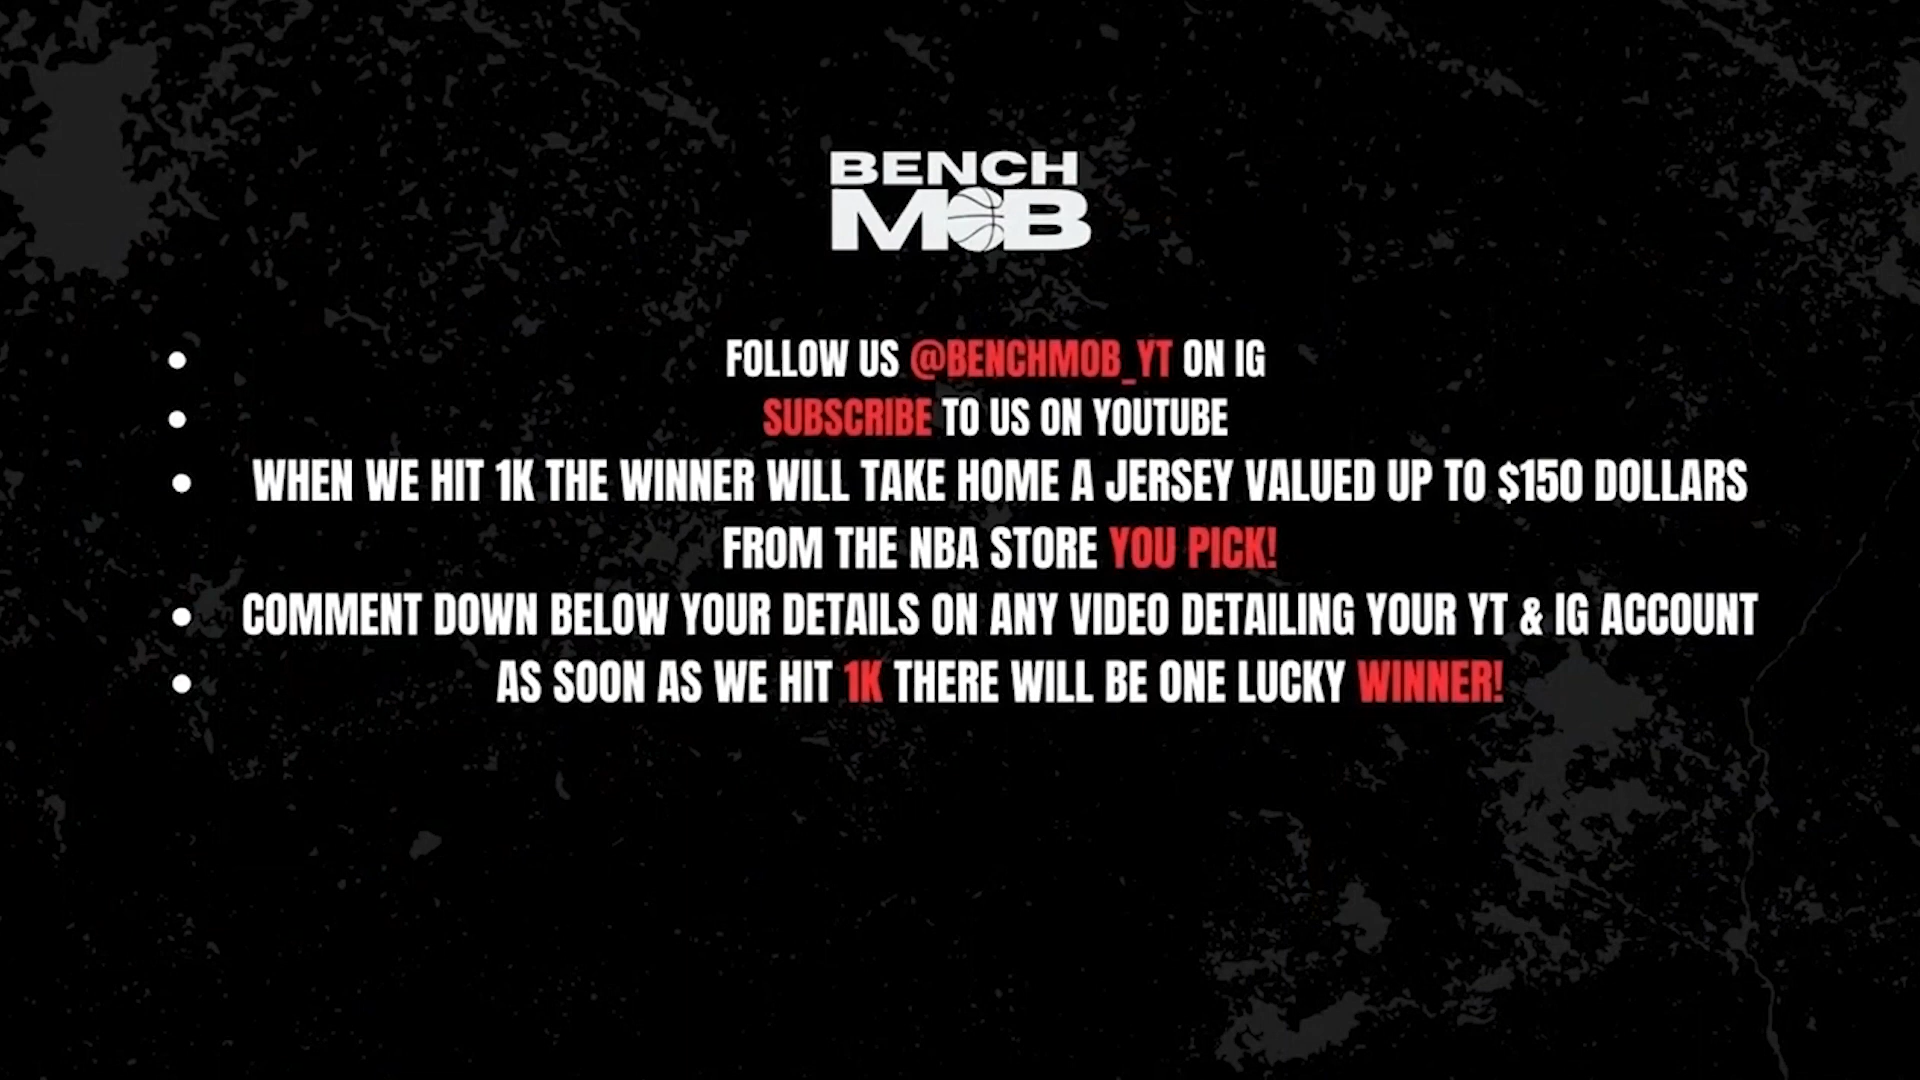 BENCH
MOB
FOLLOW US @BENCHMOB_YT ON IG
SUBSCRIBE TO US ON YOUTUBE
WHEN WE HIT 1K THE WINNER WILL TAKE HOME A JERSEY VALUED UP TO $150 DOLLARS
FROM THE NBA STORE YOU PICK!
COMMENT DOWN BELOW YOUR DETAILS ON ANY VIDEO DETAILING YOUR YT & IG ACCOUNT
AS SOON AS WE HIT 1K THERE WILL BE ONE LUCKY WINNER!